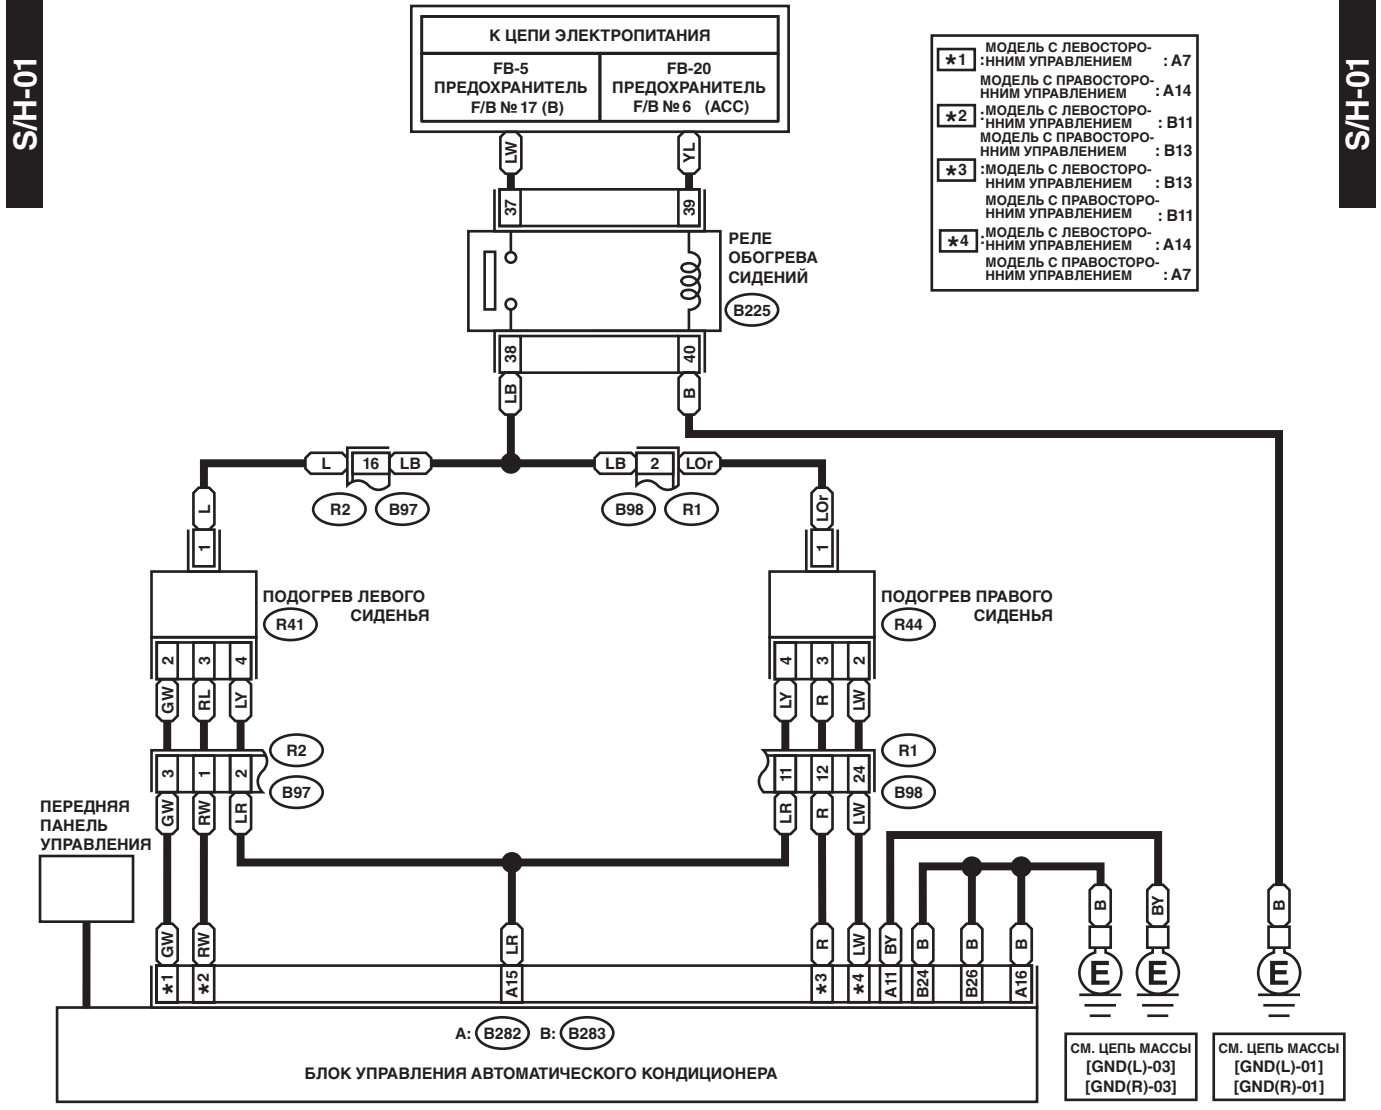 S/H-01
S/H-01
К ЦЕПИ ЭЛЕКТРОПИТАНИЯ
FB-5
ПРЕДОХРАНИТЕЛЬ
F/B № 17 (B)
FB-20
ПРЕДОХРАНИТЕЛЬ
F/B № 6 (ACC)
*1 : МОДЕЛЬ С ЛЕВОСТОРО-
ННИМ УПРАВЛЕНИЕМ : A7
МОДЕЛЬ С ПРАВОСТОРО-
ННИМ УПРАВЛЕНИЕМ : A14
*2 : МОДЕЛЬ С ЛЕВОСТОРО-
ННИМ УПРАВЛЕНИЕМ : B11
МОДЕЛЬ С ПРАВОСТОРО-
ННИМ УПРАВЛЕНИЕМ : B13
*3 : МОДЕЛЬ С ЛЕВОСТОРО-
ННИМ УПРАВЛЕНИЕМ : B13
МОДЕЛЬ С ПРАВОСТОРО-
ННИМ УПРАВЛЕНИЕМ : B11
*4 : МОДЕЛЬ С ЛЕВОСТОРО-
ННИМ УПРАВЛЕНИЕМ : A14
МОДЕЛЬ С ПРАВОСТОРО-
ННИМ УПРАВЛЕНИЕМ : A7
LW YL
37 39
РЕЛЕ
ОБОГРЕВА
СИДЕНИЙ
B225
38 40
LB B
L 16 LB LB 2 LOr
R2 B97 B98 R1
L LOr
1 1
ПОДОГРЕВ ЛЕВОГО
СИДЕНЬЯ
R41
ПОДОГРЕВ ПРАВОГО
СИДЕНЬЯ
R44
2 3 4 4 3 2
GW RL LY LY R LW
R2 R1
3 1 2 11 12 24
B97 B98
GW RW LR LR R LW
ПЕРЕДНЯЯ
ПАНЕЛЬ
УПРАВЛЕНИЯ
B BY B
GW RW LR R LW BY B B B
*1 *2 A15 *3 *4 A11 B24 B26 A16
E E E
A: B282 B: B283
БЛОК УПРАВЛЕНИЯ АВТОМАТИЧЕСКОГО КОНДИЦИОНЕРА
СМ. ЦЕПЬ МАССЫ
[GND(L)-03]
[GND(R)-03]
СМ. ЦЕПЬ МАССЫ
[GND(L)-01]
[GND(R)-01]